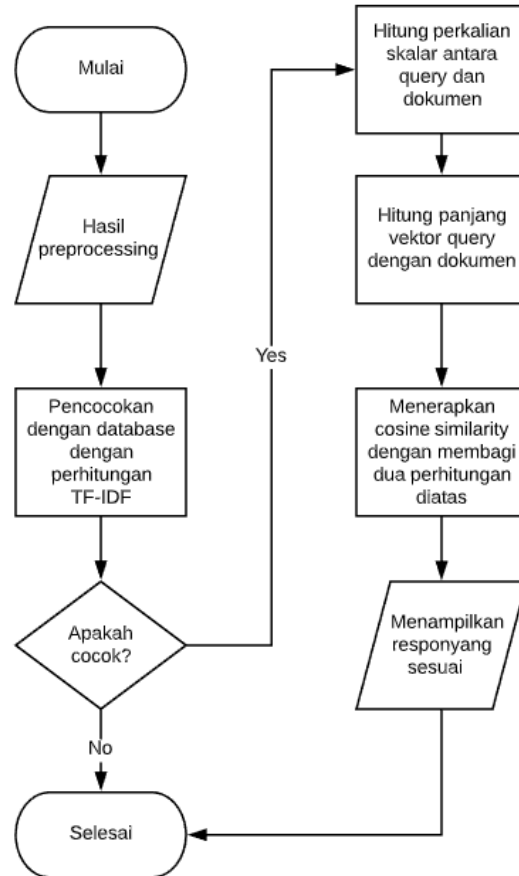 Mulai
Hasil
preprocessing
Pencocokan
dengan database
dengan
perhitungan
TF-IDF
Apakah
cocok?
No
Selesai
Yes
Hitung perkalian
skalar antara
query dan
dokumen
Hitung panjang
vektor query
dengan dokumen
Menerapkan
cosine similarity
dengan membagi
dua perhitungan
diatas
Menampilkan
responyang
sesuai